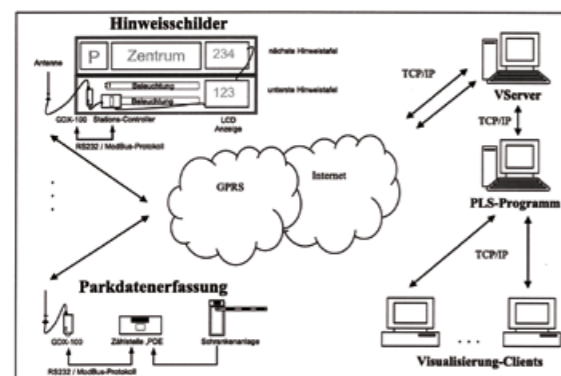 Hinweisschilder
P Zentrum 234
nächste Hinweistafel
Antenne
Beleuchtung
Beleuchtung
123
unterste Hinweistafel
GDX-100 Stations-Controller
LCD
Anzeige
RS232 / ModBus-Protokoll
TCP/IP
VServer
TCP/IP
GPRS
Internet
PLS-Programm
TCP/IP
Parkdatenerfassung
GDX-100
Zählstelle „PDE
Schrankenanlage
RS232 / ModBus-Protokoll
Visualisierung-Clients